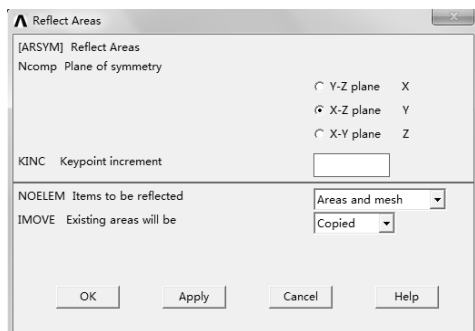 Reflect Areas
[ARSYM] Reflect Areas
Ncomp Plane of symmetry
Y-Z plane X
X-Z plane Y
X-Y plane Z
KINC Keypoint increment
NOELEM Items to be reflected Areas and mesh
IMOVE Existing areas will be Copied
OK Apply Cancel Help